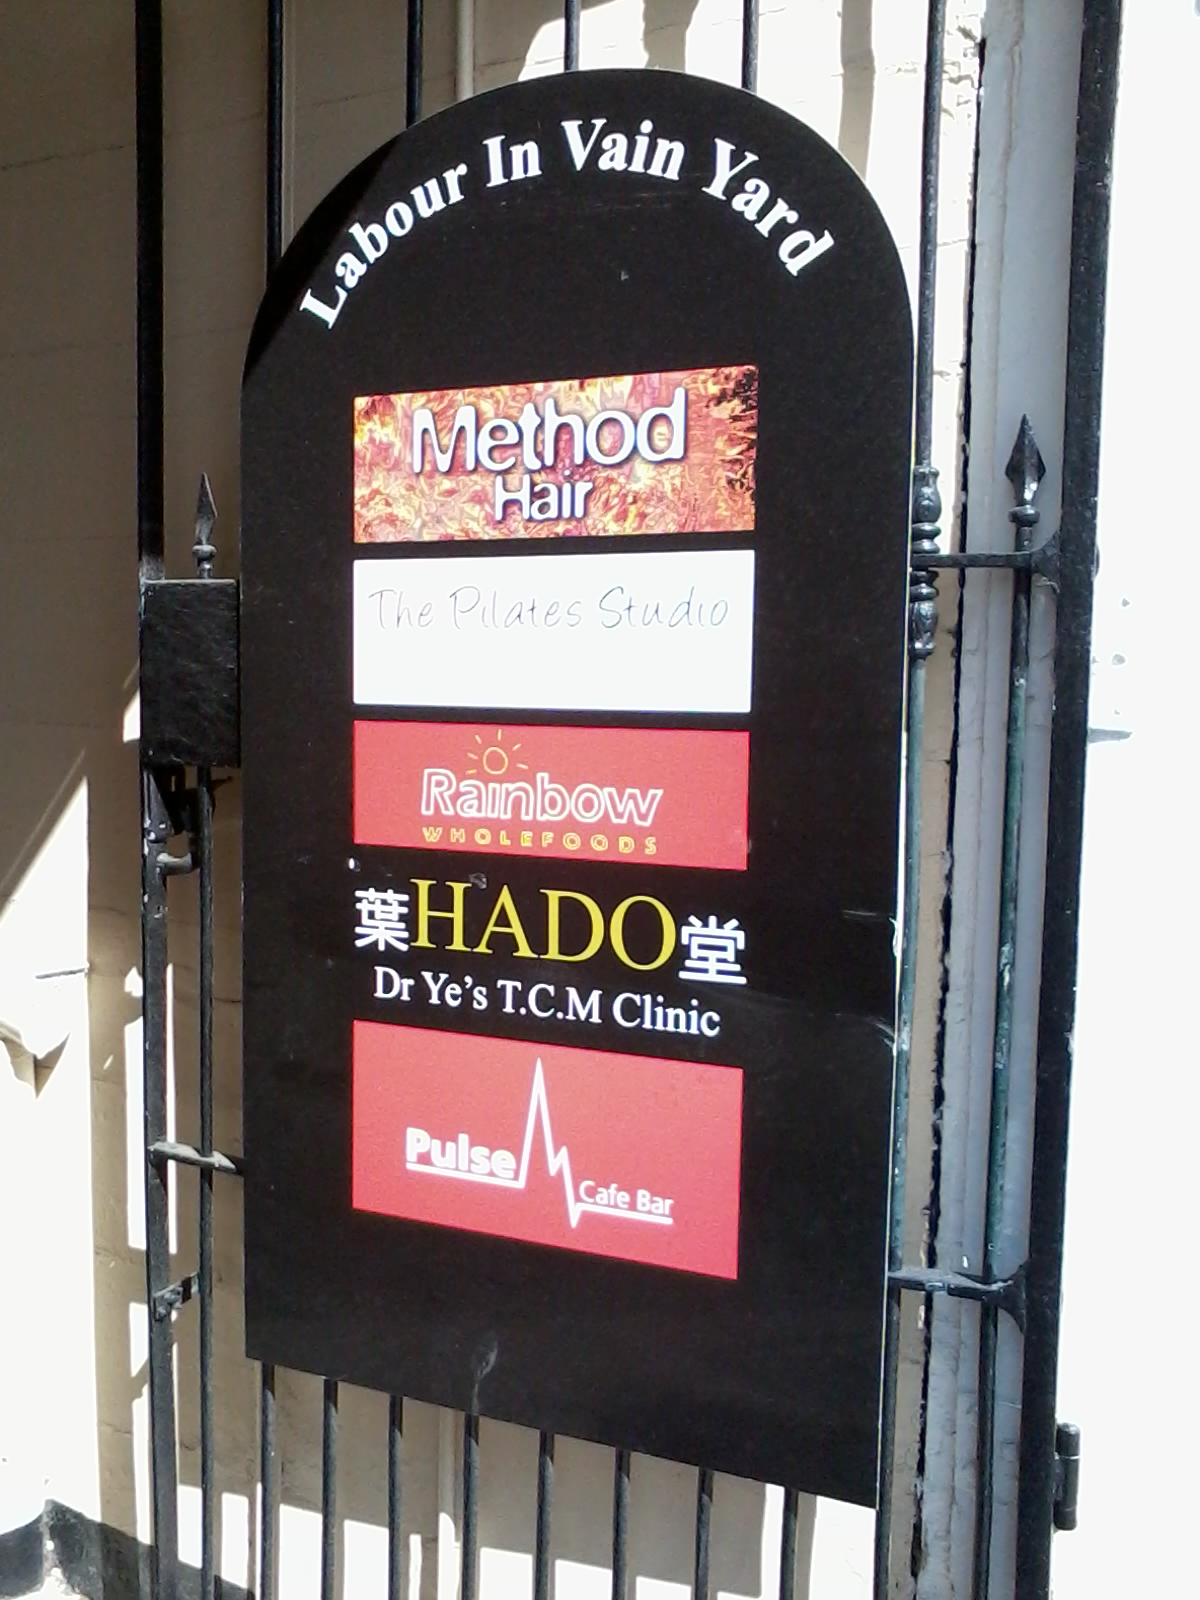 Labour In Vain Yard
Method
Hair
The Pilates Studio
Rainbow
WHOLEFOODS
葉HADO堂
Dr Ye's T.C.M Clinic
Pulse
Cafe Bar